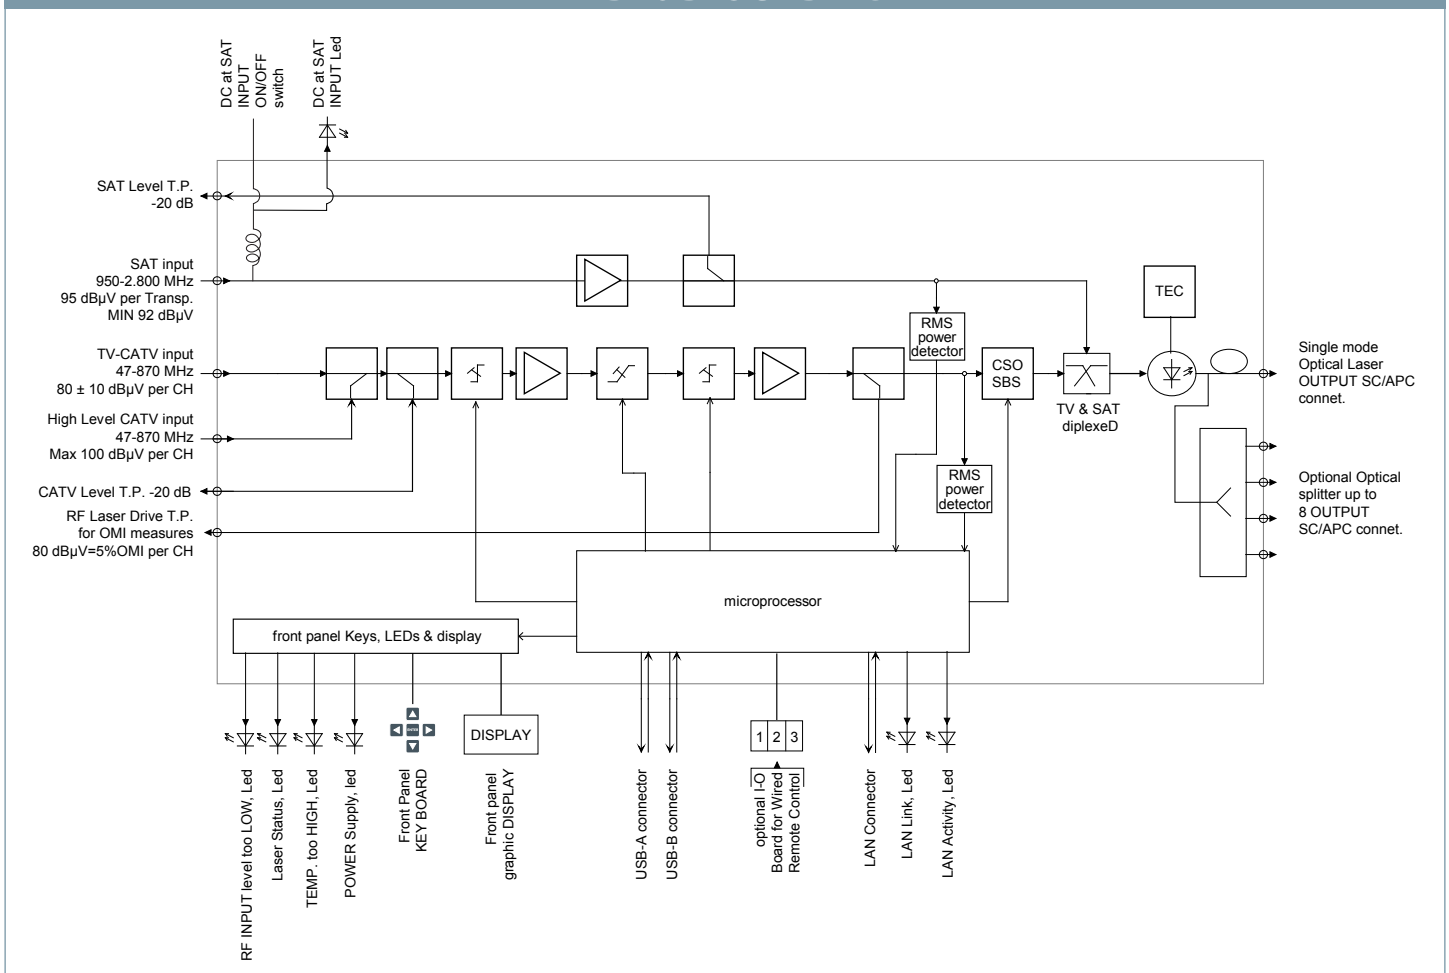 DC at SAT
INPUT
ON/OFF
switch
DC at SAT
INPUT Led
SAT Level T.P.
-20 dB
SAT input
950-2.800 MHz
95 dBµV per Transp.
MIN 92 dBµV
TV-CATV input
47-870 MHz
80 ± 10 dBµV per CH
High Level CATV input
47-870 MHz
Max 100 dBµV per CH
CATV Level T.P. -20 dB
RF Laser Drive T.P.
for OMI measures
80 dBµV=5%OMI per CH
RMS
power
detector
CSO
SBS
TEC
TV & SAT
diplexeD
RMS
power
detector
Single mode
Optical Laser
OUTPUT SC/APC
connet.
Optional Optical
splitter up to
8 OUTPUT
SC/APC connet.
microprocessor
front panel Keys, LEDs & display
ENTER
DISPLAY
1 2 3
RF INPUT level too LOW, Led
Laser Status, Led
TEMP. too HIGH, Led
POWER Supply, led
Front Panel
KEY BOARD
Front panel
graphic DISPLAY
USB-A connector
USB-B connector
optional I-O
Board for Wired
Remote Control
LAN Connector
LAN Link, Led
LAN Activity, Led